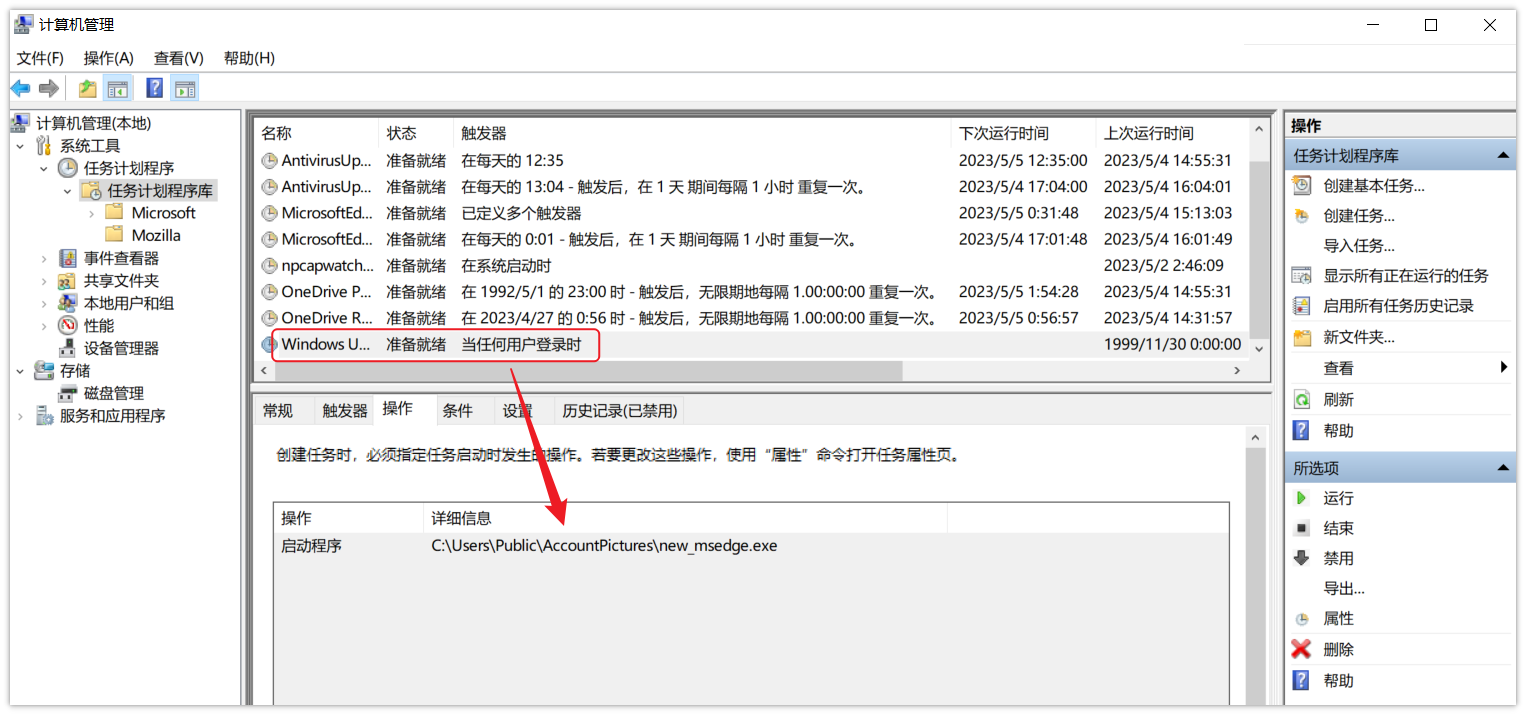 计算机管理
文件(F) 操作(A) 查看(V) 帮助(H)
计算机管理(本地)
系统工具
任务计划程序
任务计划程序库
Microsoft
Mozilla
事件查看器
共享文件夹
本地用户和组
性能
设备管理器
存储
磁盘管理
服务和应用程序
名称 状态 触发器 下次运行时间 上次运行时间
AntivirusUp... 准备就绪 在每天的 12:35 2023/5/5 12:35:00 2023/5/4 14:55:31
AntivirusUp... 准备就绪 在每天的 13:04 - 触发后，在 1 天 期间每隔 1 小时 重复一次。 2023/5/4 17:04:00 2023/5/4 16:04:01
MicrosoftEd... 准备就绪 已定义多个触发器 2023/5/5 0:31:48 2023/5/4 15:13:03
MicrosoftEd... 准备就绪 在每天的 0:01 - 触发后，在 1 天 期间每隔 1 小时 重复一次。 2023/5/4 17:01:48 2023/5/4 16:01:49
npcapwatch... 准备就绪 在系统启动时 2023/5/2 2:46:09
OneDrive P... 准备就绪 在 1992/5/1 的 23:00 时 - 触发后，无限期地每隔 1.00:00:00 重复一次。 2023/5/5 1:54:28 2023/5/4 14:55:31
OneDrive R... 准备就绪 在 2023/4/27 的 0:56 时 - 触发后，无限期地每隔 1.00:00:00 重复一次。 2023/5/5 0:56:57 2023/5/4 14:31:57
Windows U... 准备就绪 当任何用户登录时 1999/11/30 0:00:00
常规 触发器 操作 条件 设置 历史记录(已禁用)
创建任务时，必须指定任务启动时发生的操作。若要更改这些操作，使用“属性”命令打开任务属性页。
操作 详细信息
启动程序 C:\Users\Public\AccountPictures\new_msedge.exe
操作
任务计划程序库
创建基本任务...
创建任务...
导入任务...
显示所有正在运行的任务
启用所有任务历史记录
新文件夹...
查看
刷新
帮助
所选项
运行
结束
禁用
导出...
属性
删除
帮助